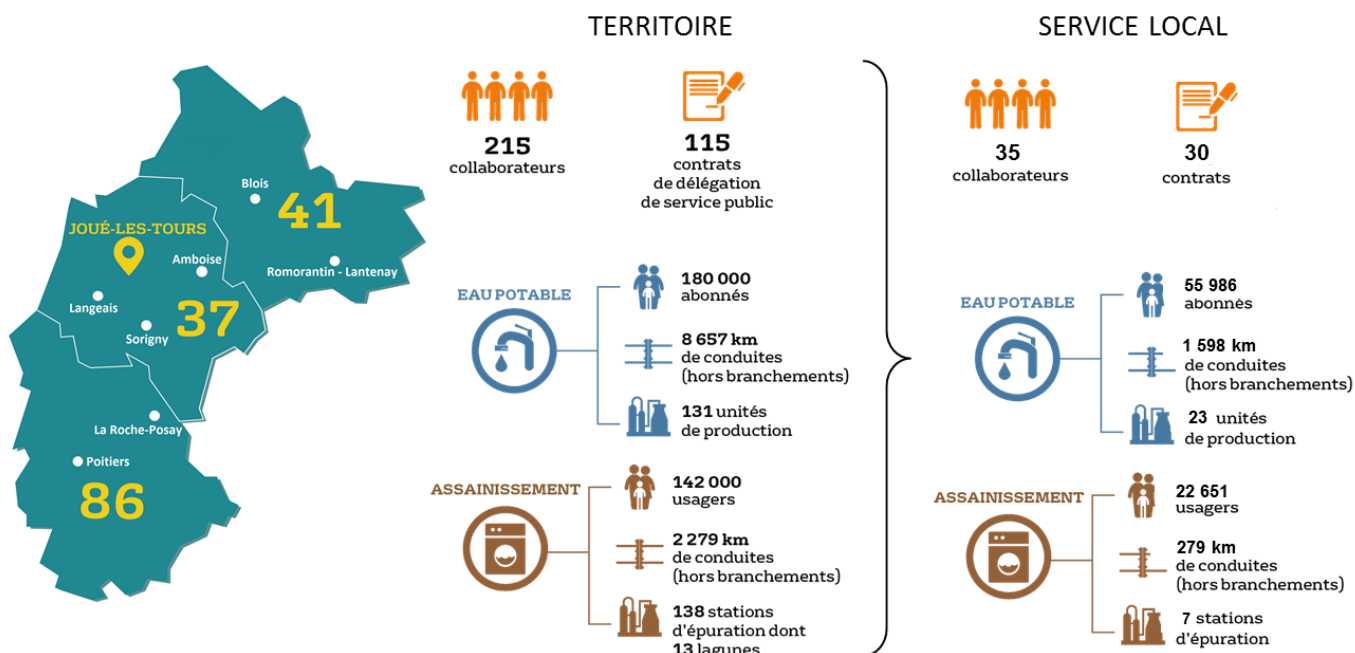 TERRITOIRE
SERVICE LOCAL
Blois
41
JOUÉ-LES-TOURS
Amboise
Romorantin - Lantenay
Langeais
37
Sorigny
La Roche-Posay
Poitiers
86
215
collaborateurs
115
contrats
de délégation
de service public
EAU POTABLE
180 000
abonnés
8 657 km
de conduites
(hors branchements)
131 unités
de production
ASSAINISSEMENT
142 000
usagers
2 279 km
de conduites
(hors branchements)
138 stations
d'épuration dont
13 lagunes
35
collaborateurs
30
contrats
EAU POTABLE
55 986
abonnés
1 598 km
de conduites
(hors branchements)
23 unités
de production
ASSAINISSEMENT
22 651
usagers
279 km
de conduites
(hors branchements)
7 stations
d'épuration